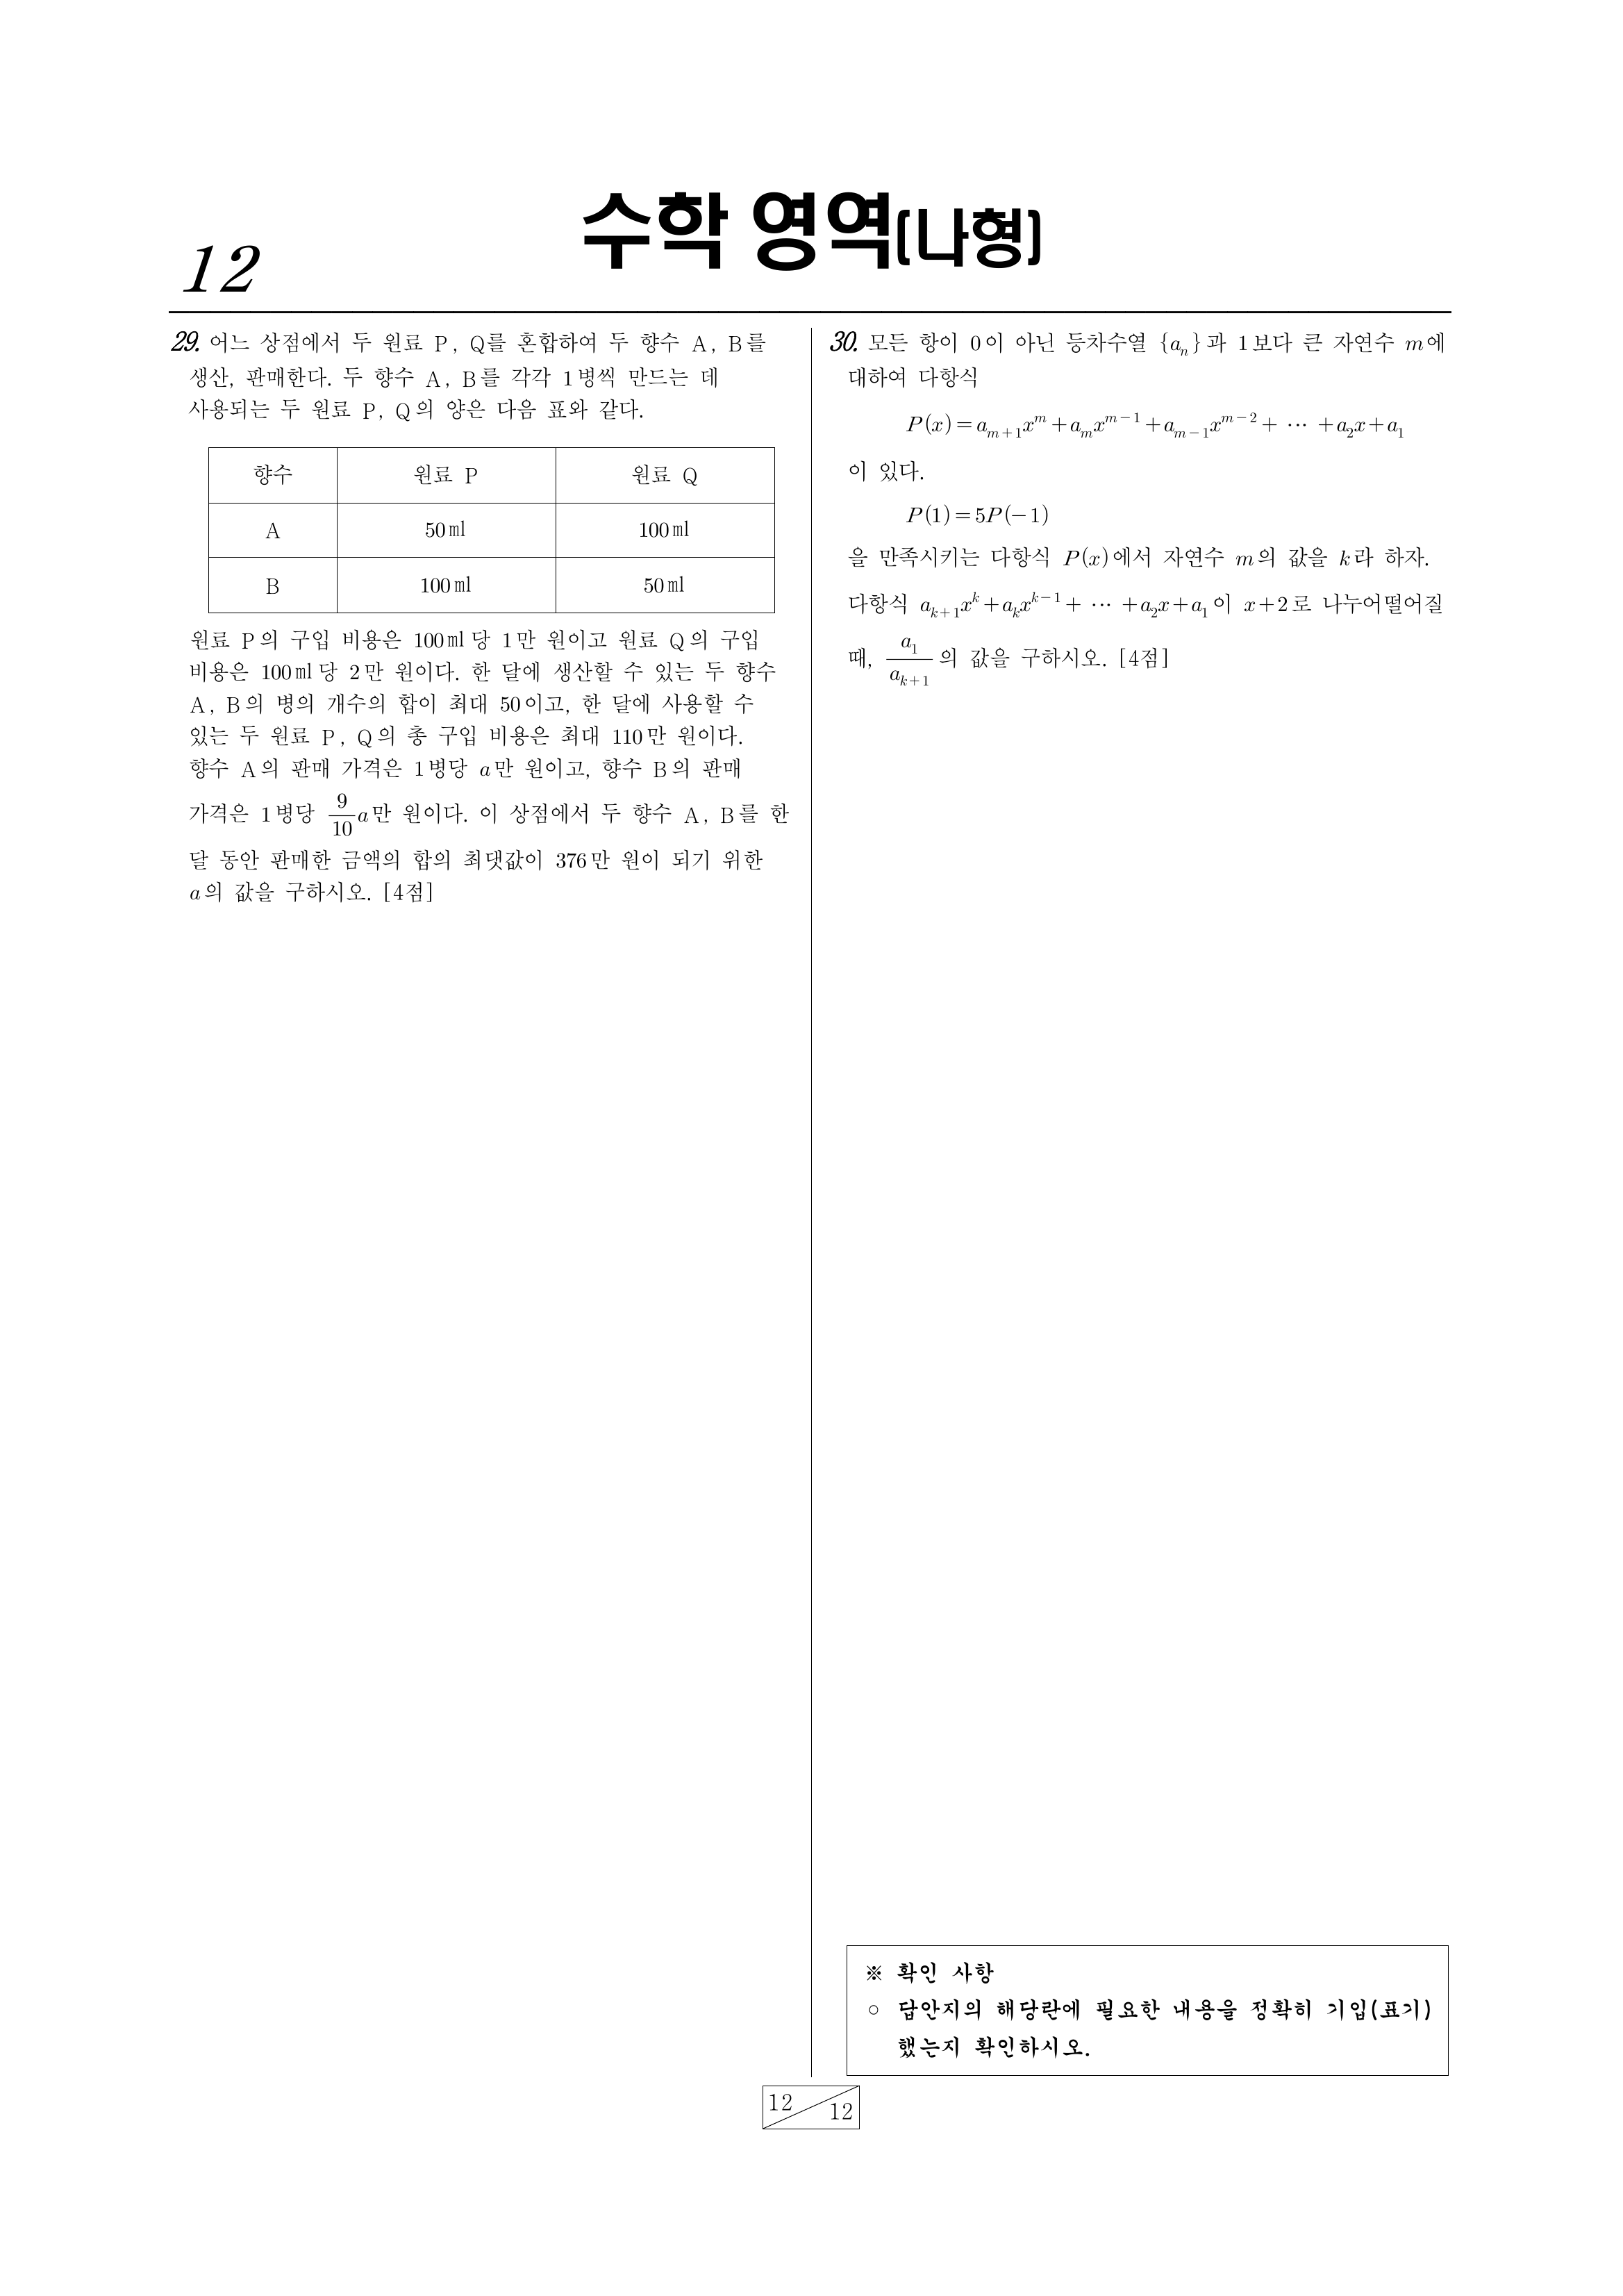 수학 영역(나형)
12
29. 어느 상점에서 두 원료 P, Q를 혼합하여 두 향수 A, B를
생산, 판매한다. 두 향수 A, B를 각각 1병씩 만드는 데
사용되는 두 원료 P, Q의 양은 다음 표와 같다.
향수 원료 P 원료 Q
A 50ml 100ml
B 100ml 50ml
원료 P의 구입 비용은 100ml당 1만 원이고 원료 Q의 구입
비용은 100ml당 2만 원이다. 한 달에 생산할 수 있는 두 향수
A, B의 병의 개수의 합이 최대 50이고, 한 달에 사용할 수
있는 두 원료 P, Q의 총 구입 비용은 최대 110만 원이다.
향수 A의 판매 가격은 1병당 a만 원이고, 향수 B의 판매
가격은 1병당 9/10 a만 원이다. 이 상점에서 두 향수 A, B를 한
달 동안 판매한 금액의 합의 최댓값이 376만 원이 되기 위한
a의 값을 구하시오. [4점]
30. 모든 항이 0이 아닌 등차수열 {a_n}과 1보다 큰 자연수 m에
대하여 다항식
P(x)=a_{m+1}x^m+a_m x^{m-1}+a_{m-1}x^{m-2}+ ⋯ +a_2x+a_1
이 있다.
P(1)=5P(-1)
을 만족시키는 다항식 P(x)에서 자연수 m의 값을 k라 하자.
다항식 a_{k+1}x^k+a_k x^{k-1}+ ⋯ +a_2x+a_1이 x+2로 나누어떨어질
때, a_1/a_{k+1}의 값을 구하시오. [4점]
※ 확인 사항
○ 답안지의 해당란에 필요한 내용을 정확히 기입(표기)
했는지 확인하시오.
12
12